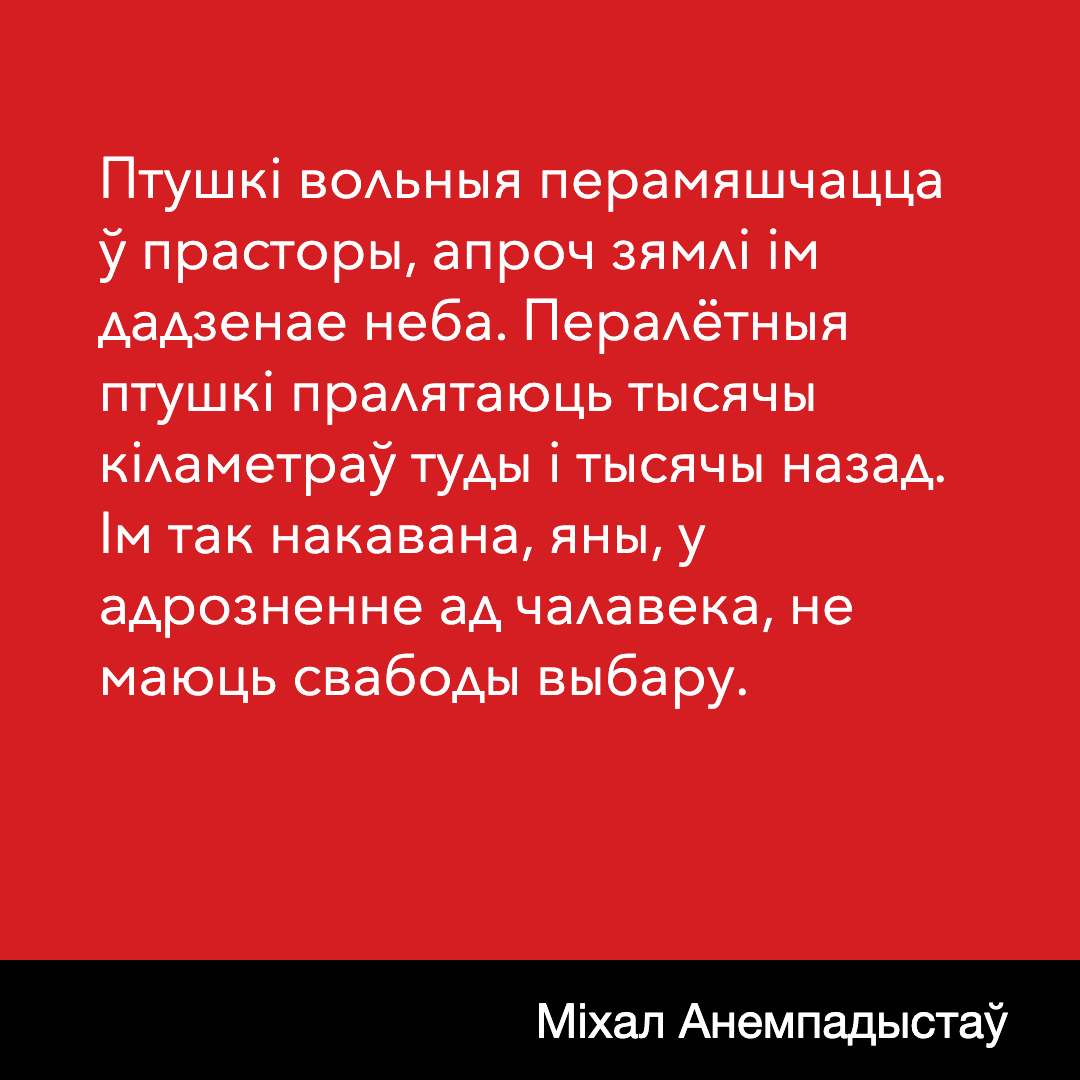 Птушкі вольныя перамяшчацца
ў прасторы, апроч зямлі ім
дадзенае неба. Пералётныя
птушкі пралятаюць тысячы
кіламетраў туды і тысячы назад.
Ім так накавана, яны, у
адрозненне ад чалавека, не
маюць свабоды выбару.
Міхал Анемпадыстаў